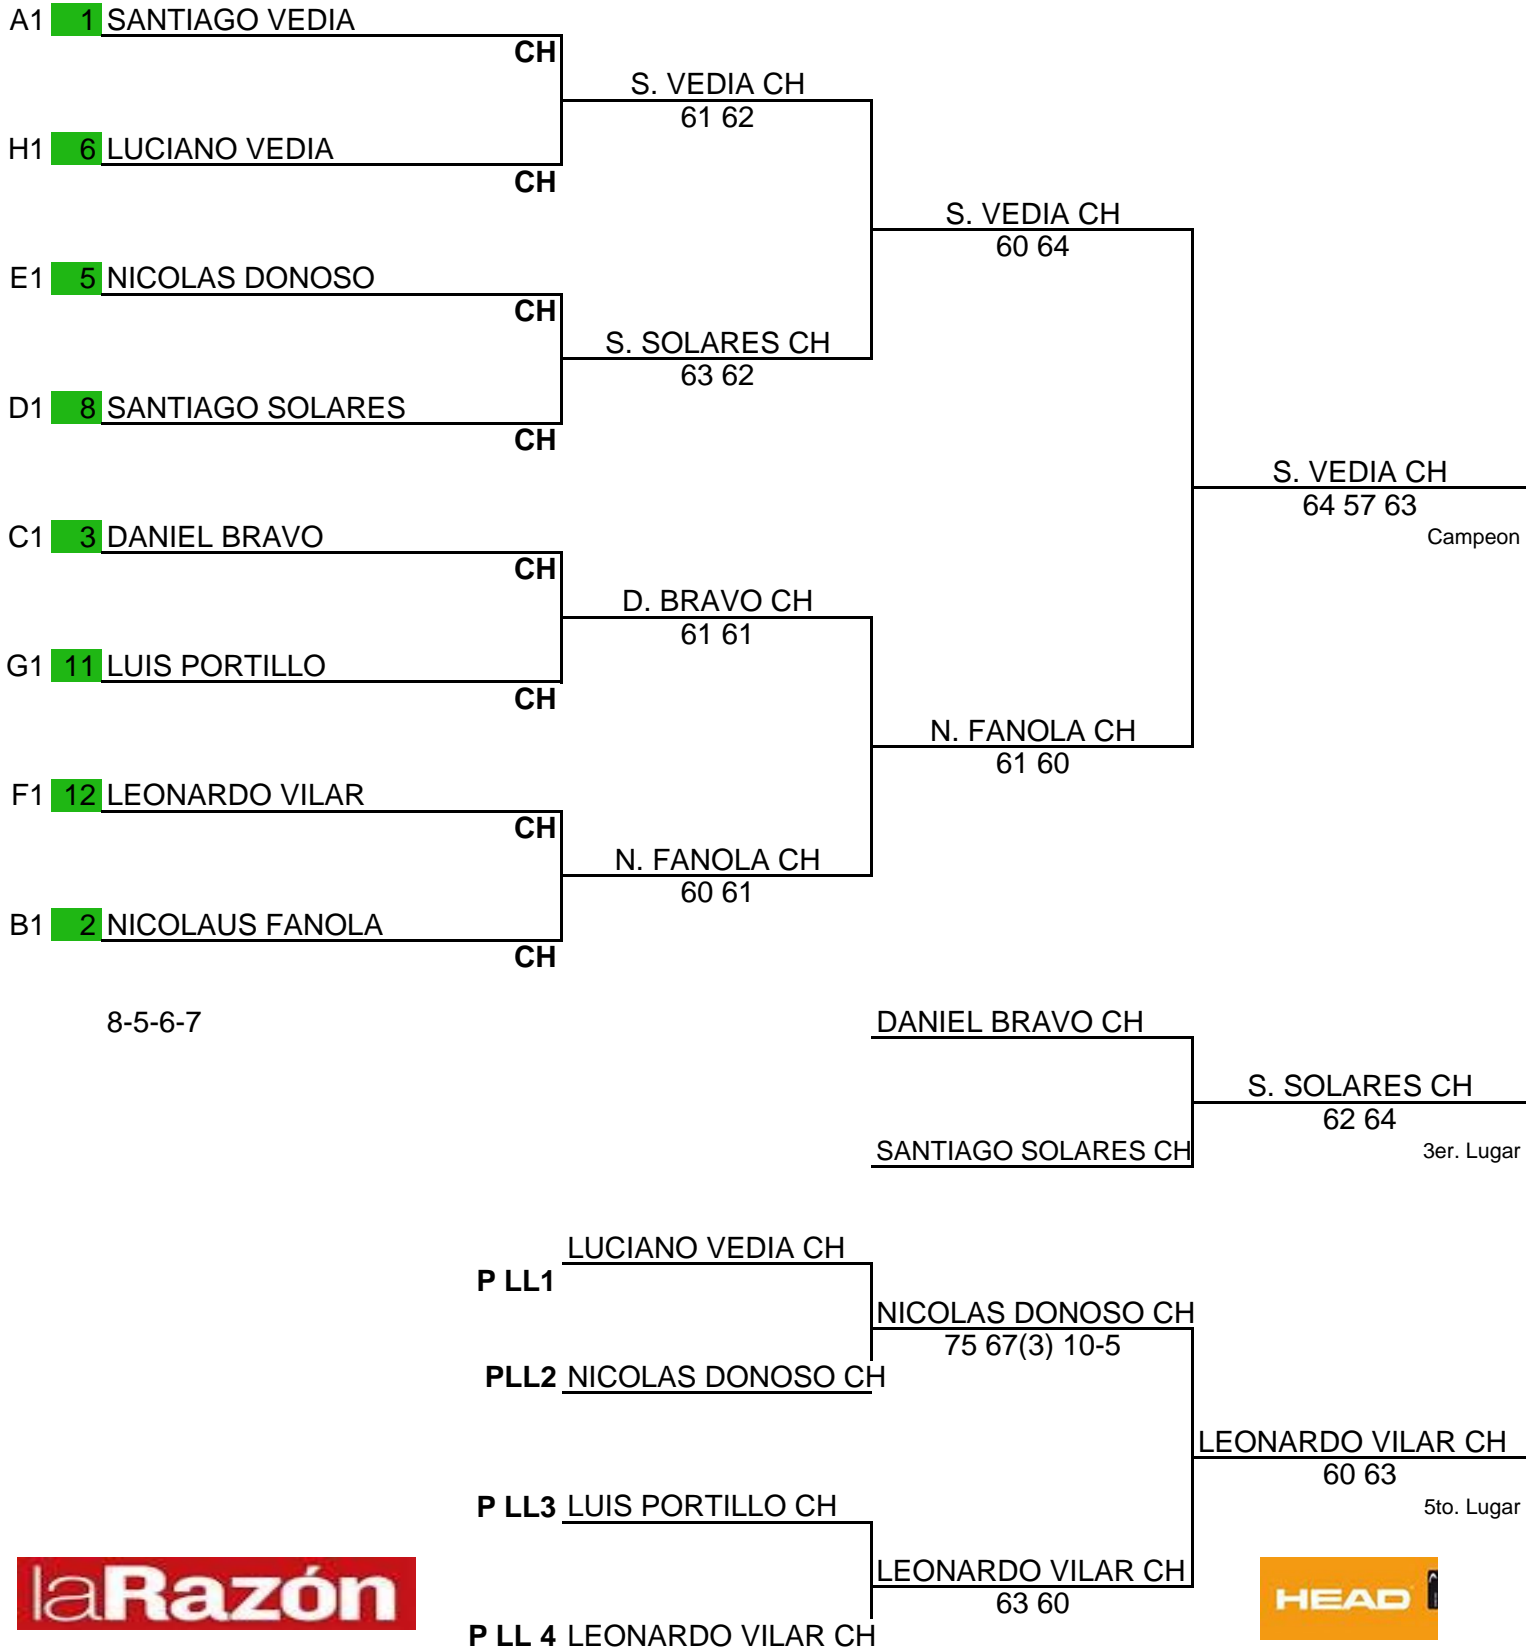 A1 1 SANTIAGO VEDIA
CH
S. VEDIA CH
61 62
H1 6 LUCIANO VEDIA
CH
S. VEDIA CH
60 64
E1 5 NICOLAS DONOSO
CH
S. SOLARES CH
63 62
D1 8 SANTIAGO SOLARES
CH
S. VEDIA CH
64 57 63
Campeon
C1 3 DANIEL BRAVO
CH
D. BRAVO CH
61 61
G1 11 LUIS PORTILLO
CH
N. FANOLA CH
61 60
F1 12 LEONARDO VILAR
CH
N. FANOLA CH
60 61
B1 2 NICOLAUS FANOLA
CH
8-5-6-7
DANIEL BRAVO CH
S. SOLARES CH
62 64
SANTIAGO SOLARES CH
3er. Lugar
LUCIANO VEDIA CH
P LL1
NICOLAS DONOSO CH
75 67(3) 10-5
PLL2 NICOLAS DONOSO CH
LEONARDO VILAR CH
60 63
P LL3 LUIS PORTILLO CH
5to. Lugar
LEONARDO VILAR CH
63 60
P LL 4 LEONARDO VILAR CH
laRazón
HEAD